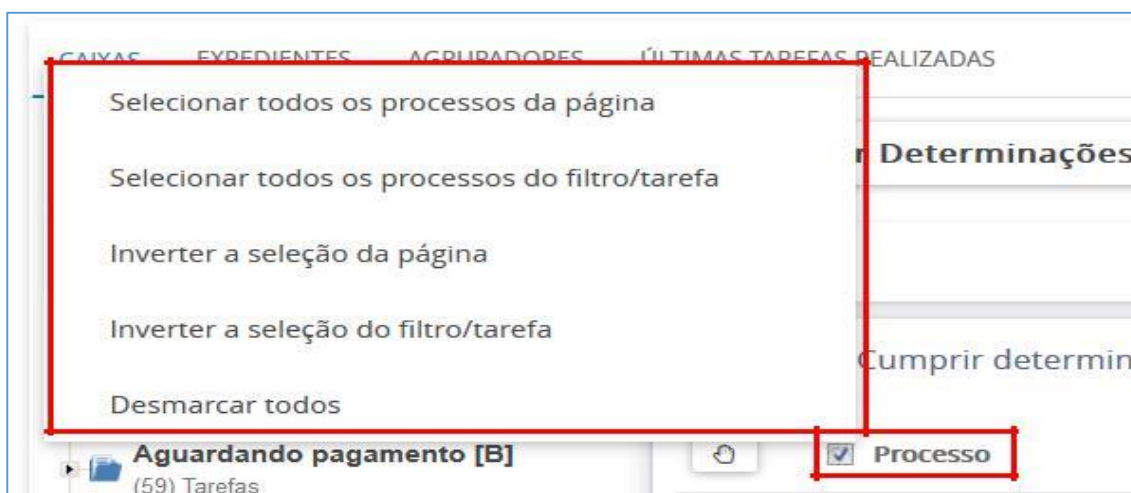 CAIXAS EXPEDIENTES AGRUPADORES ÚLTIMAS TAREFAS REALIZADAS
Selecionar todos os processos da página
r Determinações
Selecionar todos os processos do filtro/tarefa
Inverter a seleção da página
Inverter a seleção do filtro/tarefa
Cumprir determin
Desmarcar todos
Aguardando pagamento [B]
Processo
(59) Tarefas